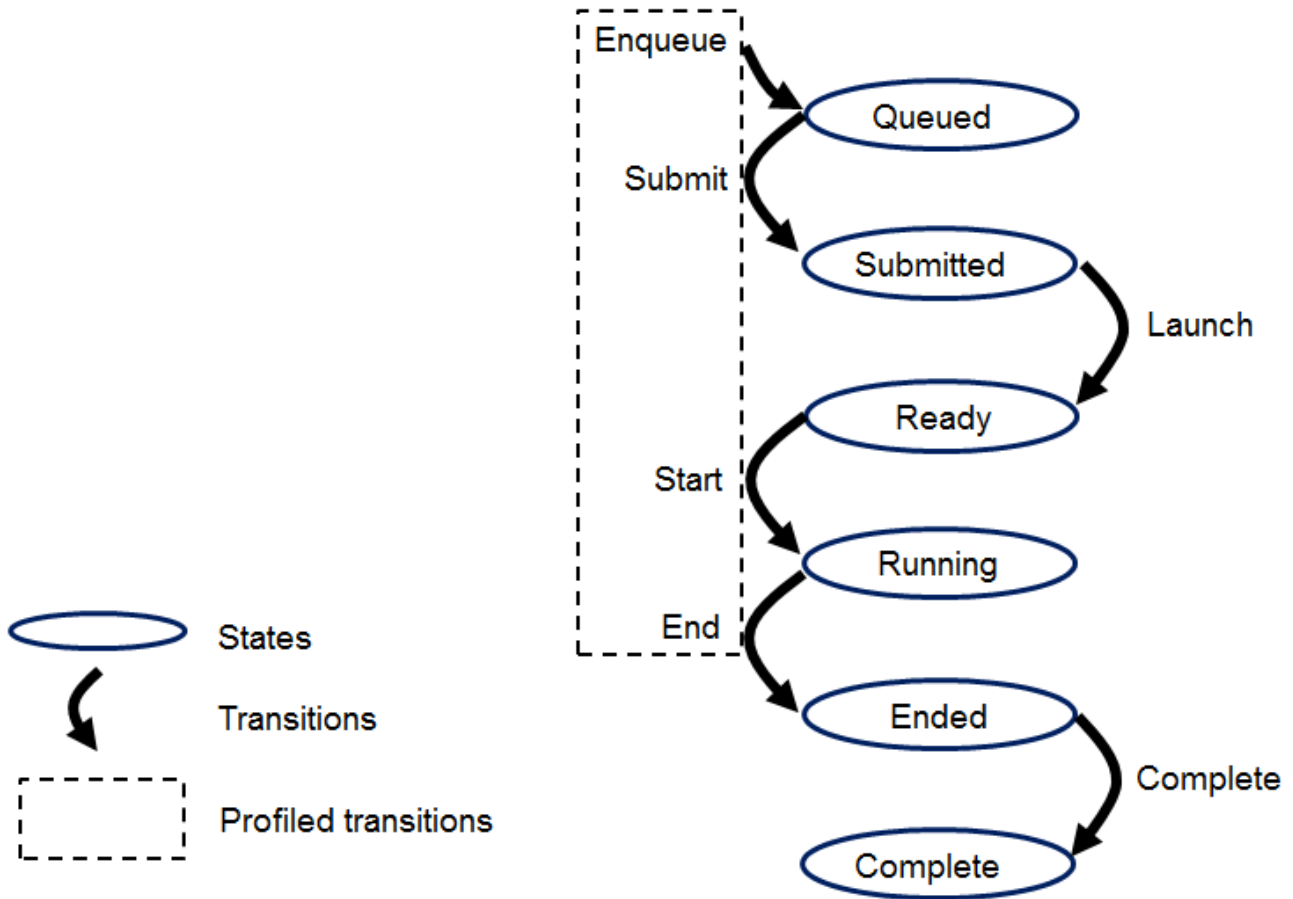 Enqueue
Queued
Submit
Submitted
Launch
Ready
Start
Running
End
Ended
Complete
Complete
States
Transitions
Profiled transitions